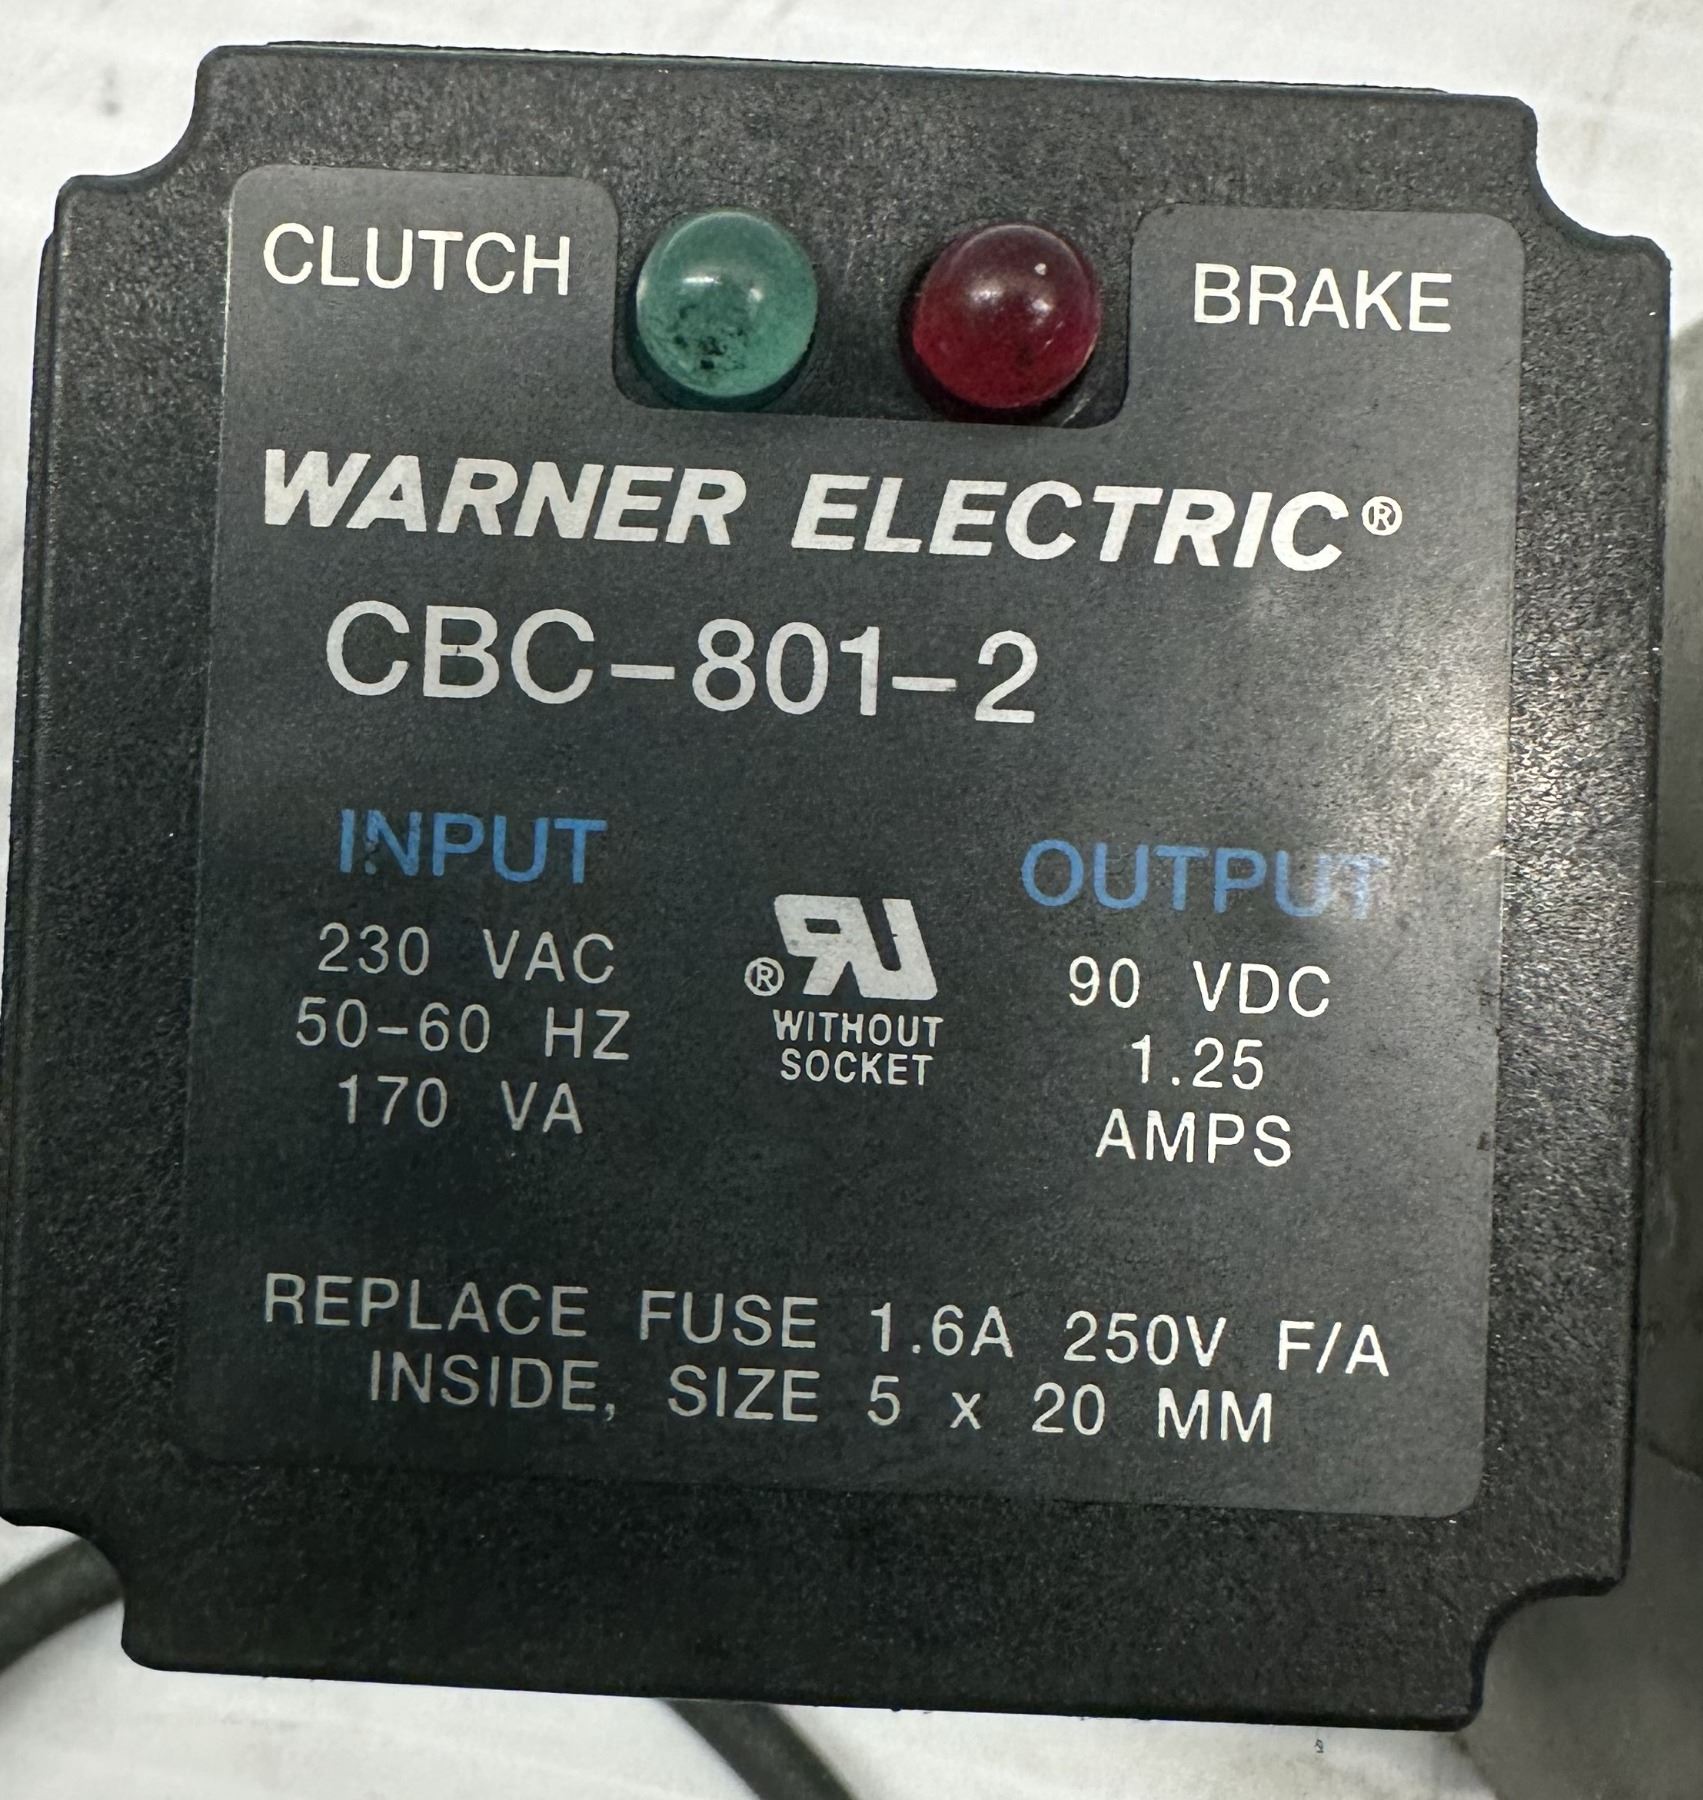 CLUTCH BRAKE
WARNER ELECTRIC®
CBC-801-2
INPUT OUTPUT
230 VAC 90 VDC
50-60 HZ 1.25
170 VA AMPS
®RU
WITHOUT
SOCKET
REPLACE FUSE 1.6A 250V F/A
INSIDE, SIZE 5 x 20 MM